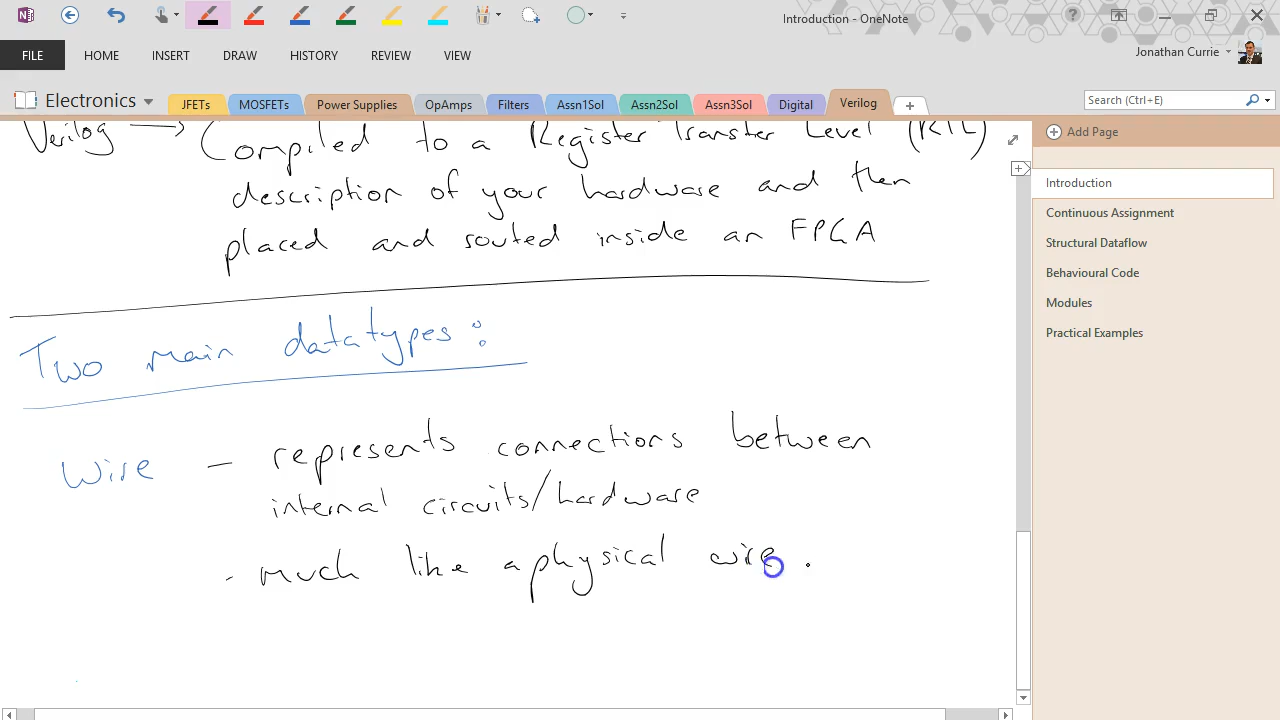 Introduction - OneNote
FILE HOME INSERT DRAW HISTORY REVIEW VIEW
Jonathan Currie
Electronics JFETs MOSFETs Power Supplies OpAmps Filters Assn1Sol Assn2Sol Assn3Sol Digital Verilog
Search (Ctrl+E)
Verilog → Compiled to a Register Transfer Level (RTL)
description of your hardware and then
placed and routed inside an FPGA
Two main datatypes:
Wire – represents connections between
internal circuits/hardware
- much like a physical wire.
Add Page
Introduction
Continuous Assignment
Structural Dataflow
Behavioural Code
Modules
Practical Examples